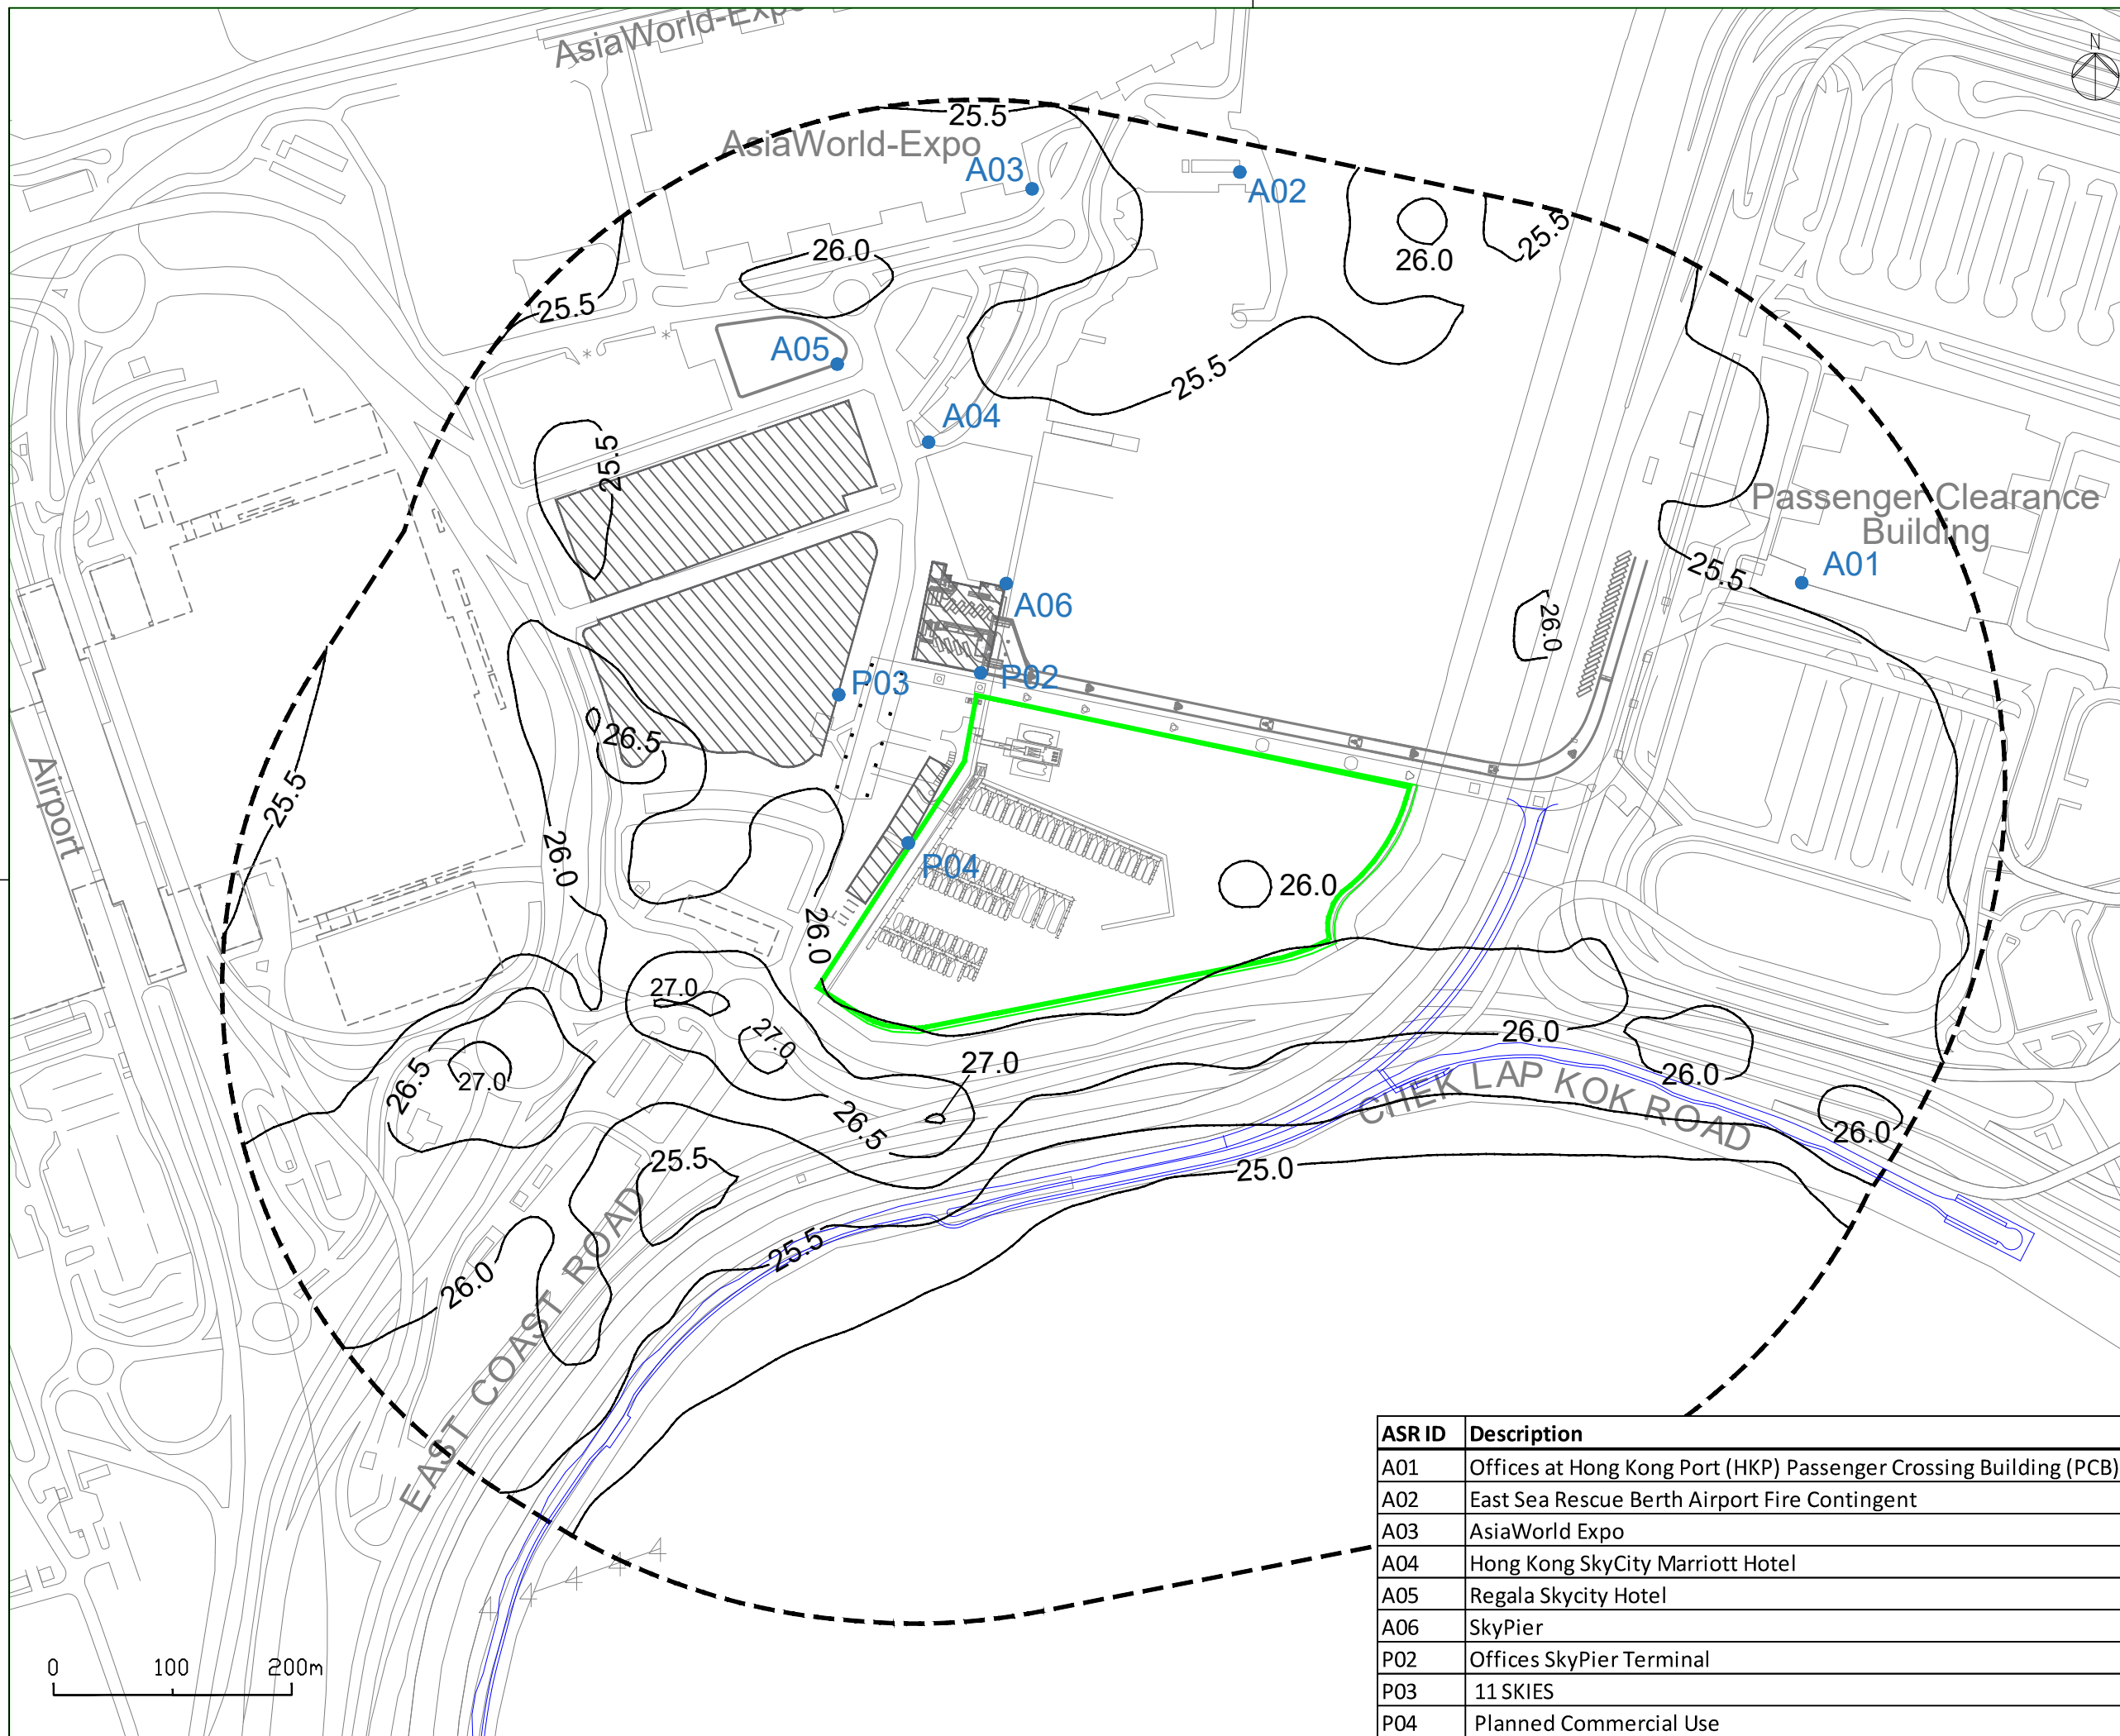 AsiaWorld-Expo
N
25.5
AsiaWorld-Expo
A03
A02
25.5
26.0
26.0
25.5
A05
25.5
A04
25.5
Passenger Clearance
Building
25.5
A01
A06
26.0
P02
P03
26.5
25.5
Airport
26.0
P04
26.0
26.0
27.0
27.0
26.0
27.0
26.5
27.0
26.0
CHEK LAP KOK ROAD
26.5
26.0
25.5
25.0
EAST COAST ROAD
25.5
26.0
0 100 200m
ASR ID Description
A01 Offices at Hong Kong Port (HKP) Passenger Crossing Building (PCB)
A02 East Sea Rescue Berth Airport Fire Contingent
A03 AsiaWorld Expo
A04 Hong Kong SkyCity Marriott Hotel
A05 Regala Skycity Hotel
A06 SkyPier
P02 Offices SkyPier Terminal
P03 11 SKIES
P04 Planned Commercial Use